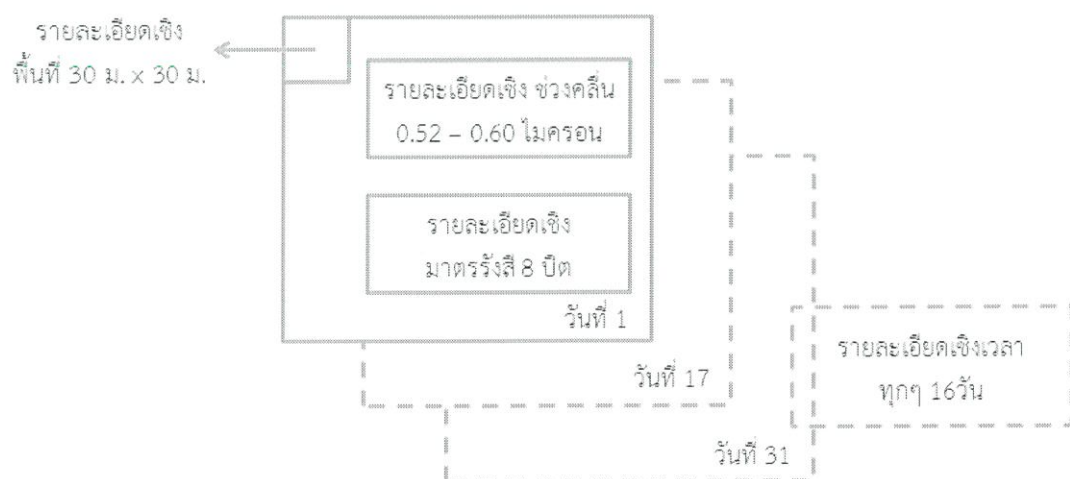 รายละเอียดเชิง
พื้นที่ 30 ม. x 30 ม.
รายละเอียดเชิง ช่วงคลื่น
0.52 – 0.60 ไมครอน
รายละเอียดเชิง
มาตรรังสี 8 บิต
วันที่ 1
วันที่ 17
รายละเอียดเชิงเวลา
ทุกๆ 16วัน
วันที่ 31